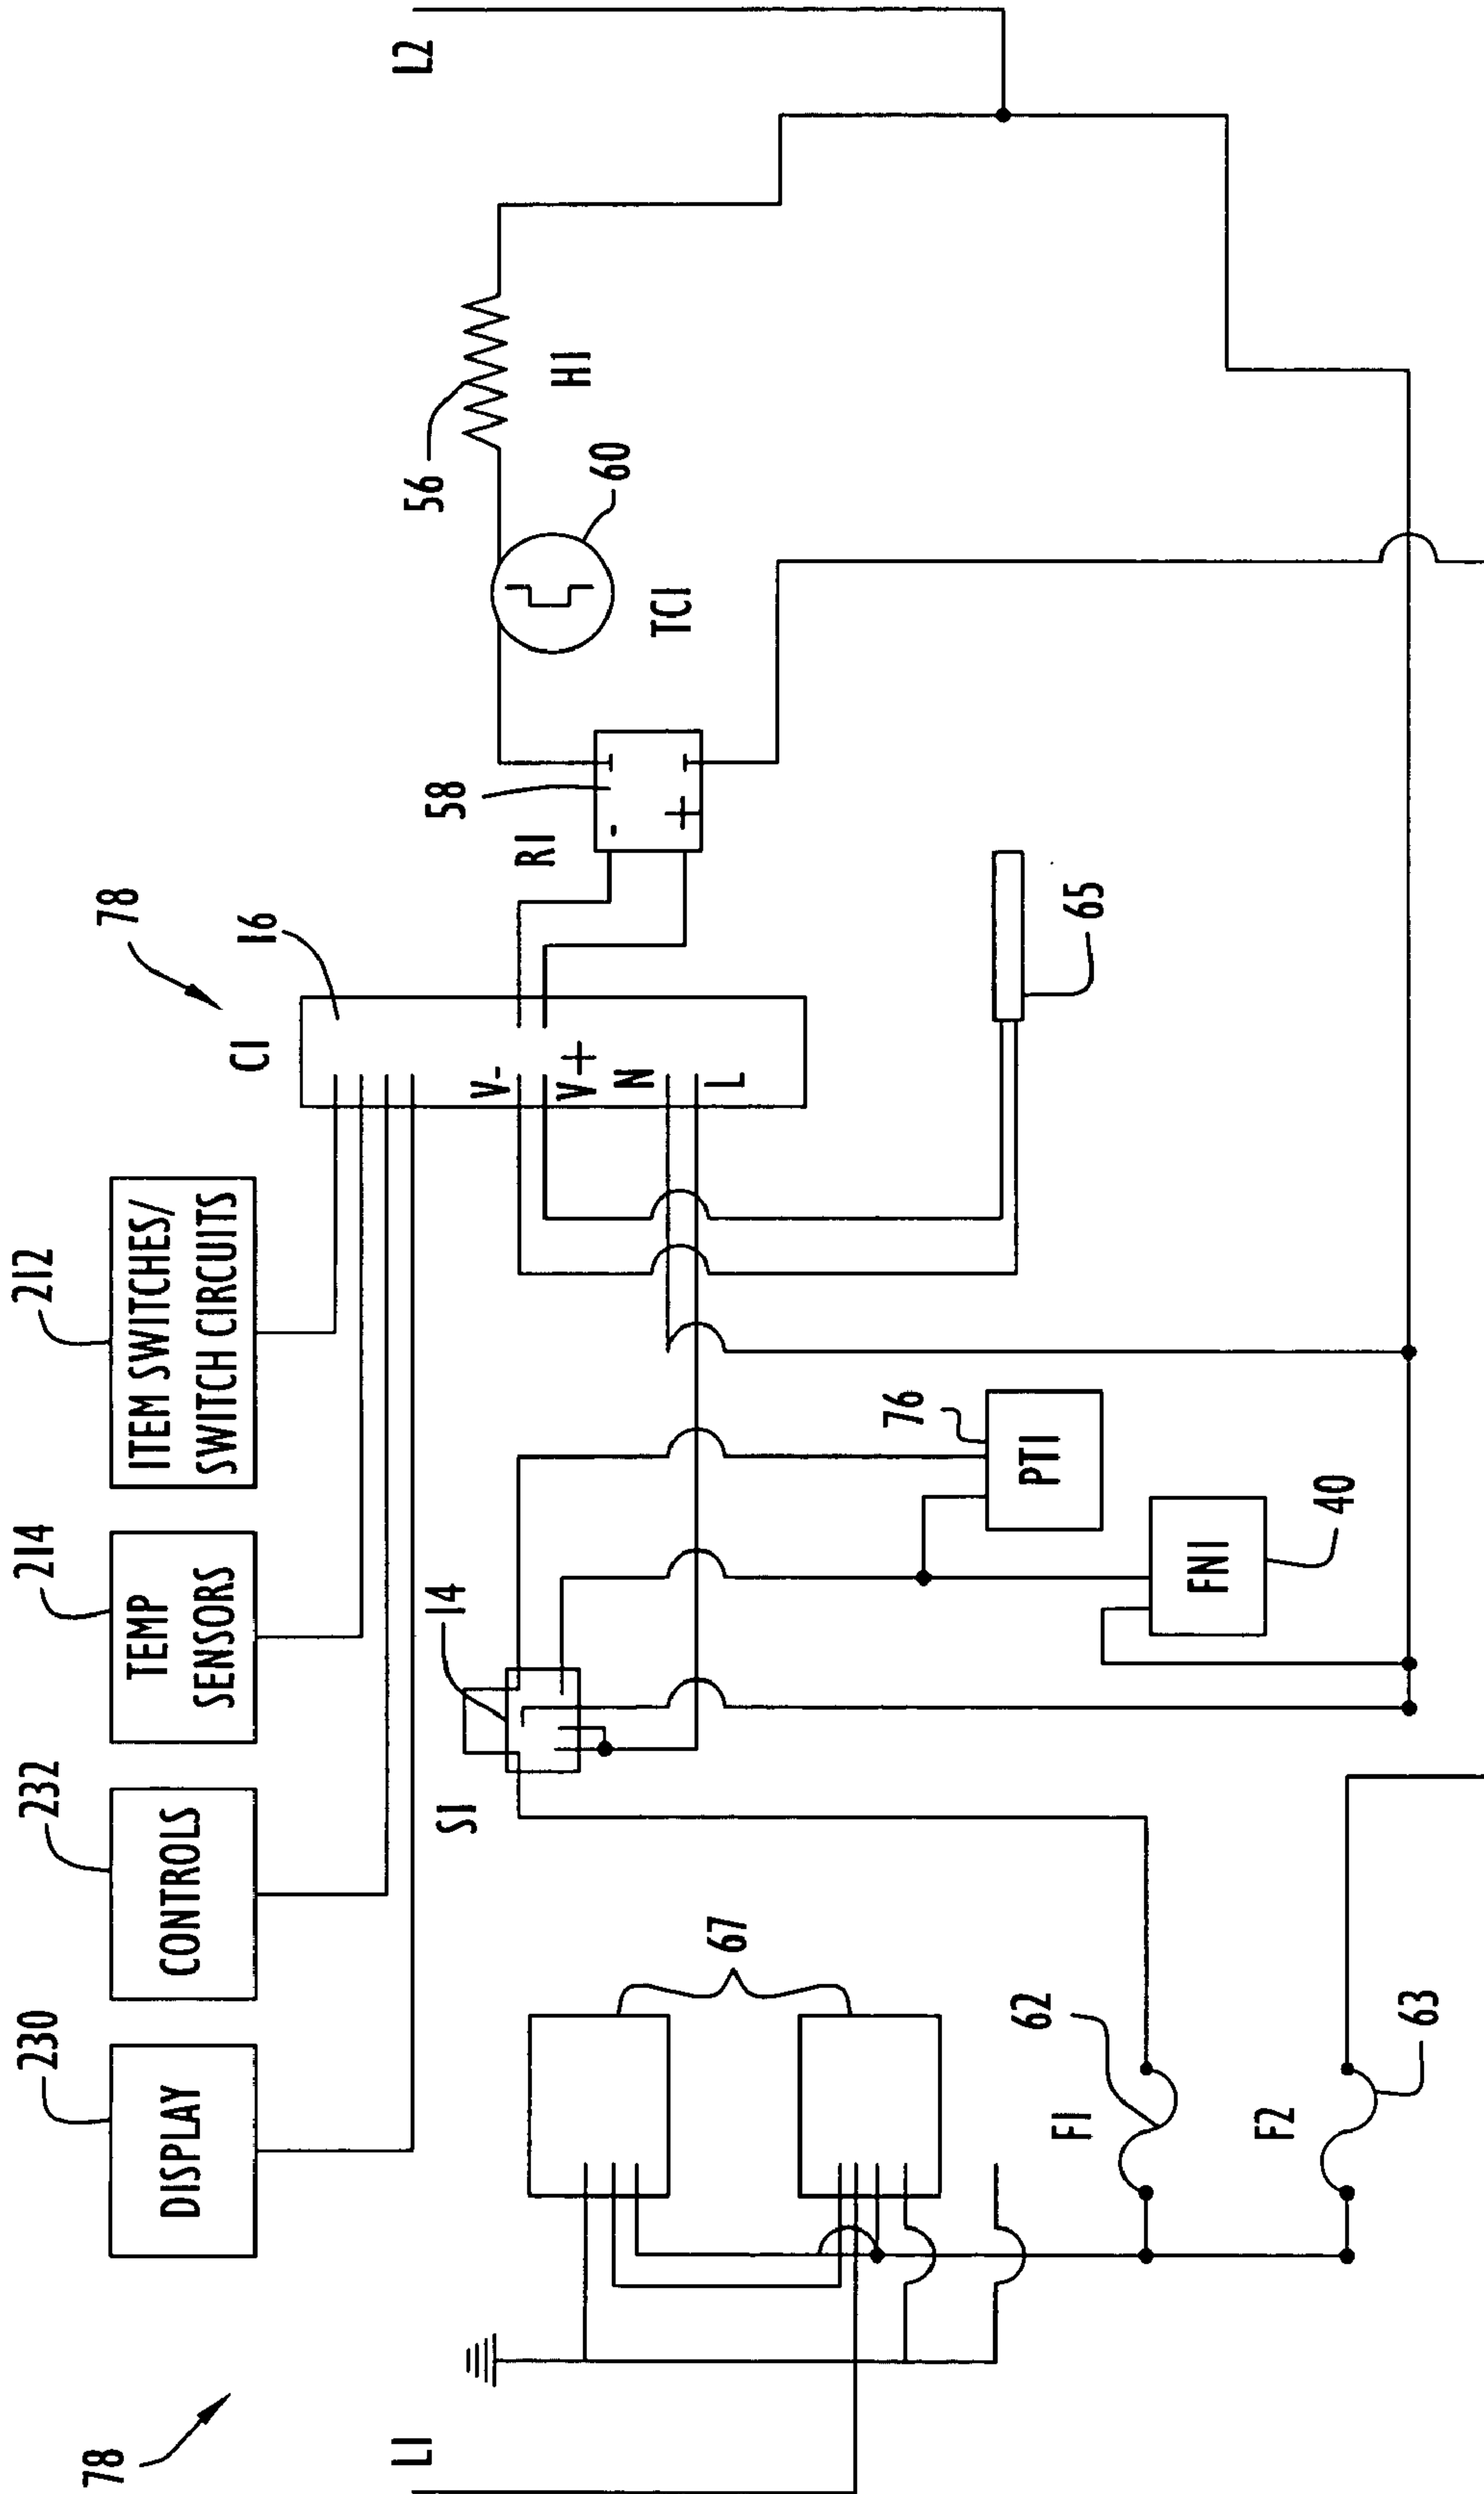 78
230
DISPLAY
232
CONTROLS
214
TEMP
SENSORS
212
ITEM SWITCHES/
SWITCH CIRCUITS
78
16
C1
V-
V+
N
L
R1
-
+
58
TC1
60
56
H1
L2
L1
67
S1
14
76
PT1
65
FN1
40
F1
62
F2
63